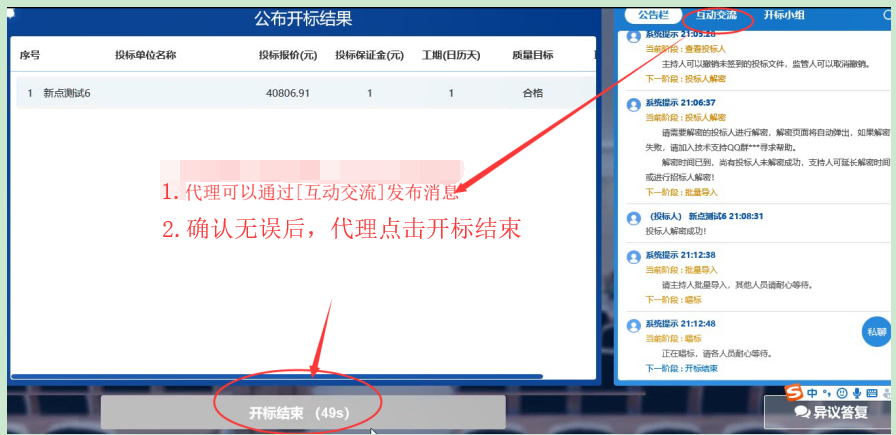 公布开标结果
序号 投标单位名称 投标报价(元) 投标保证金(元) 工期(日历天) 质量目标
1 新点测试6 40806.91 1 1 合格
1.代理可以通过[互动交流]发布消息
2.确认无误后，代理点击开标结束
开标结束 (49s)
公告栏 互动交流 开标小组
系统提示 21:03:28
当前阶段：查看投标人
主持人可以撤销未签到的投标文件，监管人可以取消撤销。
下一阶段：投标人解密
系统提示 21:06:37
当前阶段：投标人解密
请需要解密的投标人进行解密，解密页面将自动弹出，如果解密
失败，请加入技术支持QQ群***寻求帮助。
解密时间已到，尚有投标人未解密成功，支持人可延长解密时间
或进行招标人解密！
下一阶段：批量导入
(投标人) 新点测试6 21:08:31
投标人解密成功！
系统提示 21:12:38
当前阶段：批量导入
请主持人批量导入，其他人员请耐心等待。
下一阶段：唱标
系统提示 21:12:48
当前阶段：唱标
正在唱标，请各人员耐心等待。
下一阶段：开标结束
私聊
中
异议答复